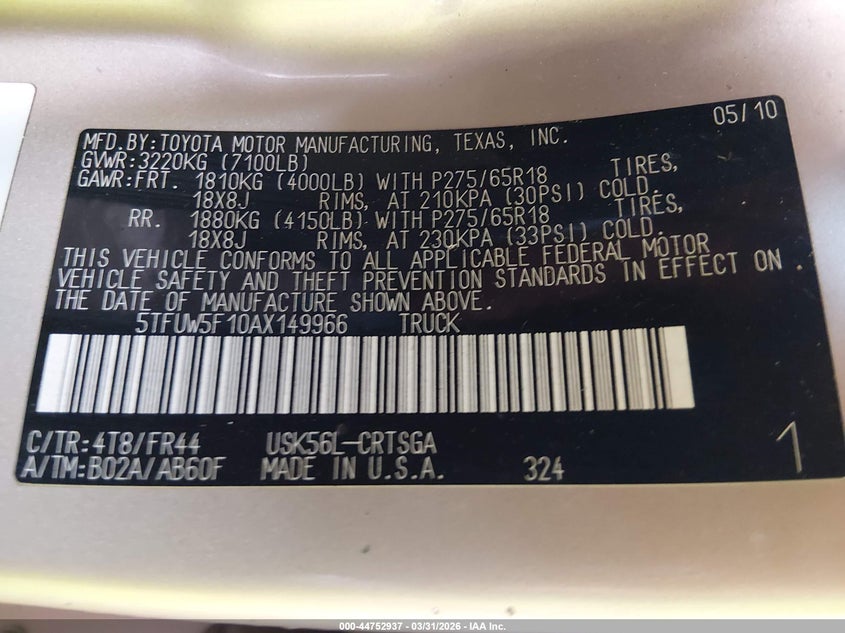 05/10
MFD.BY:TOYOTA MOTOR MANUFACTURING, TEXAS, INC.
GVWR:3220KG (7100LB)
GAWR:FRT. 1810KG (4000LB) WITH P275/65R18 TIRES,
18X8J RIMS, AT 210KPA (30PSI) COLD.
RR. 1880KG (4150LB) WITH P275/65R18 TIRES,
18X8J RIMS, AT 230KPA (33PSI) COLD.
THIS VEHICLE CONFORMS TO ALL APPLICABLE FEDERAL MOTOR
VEHICLE SAFETY AND THEFT PREVENTION STANDARDS IN EFFECT ON
THE DATE OF MANUFACTURE SHOWN ABOVE.
5TFUW5F10AX149966 TRUCK
C/TR:4T8/FR44 USK56L-CRTSGA
A/TM:B02A/AB60F MADE IN U.S.A. 324
1
000-44752937 - 03/31/2026 - IAA Inc.